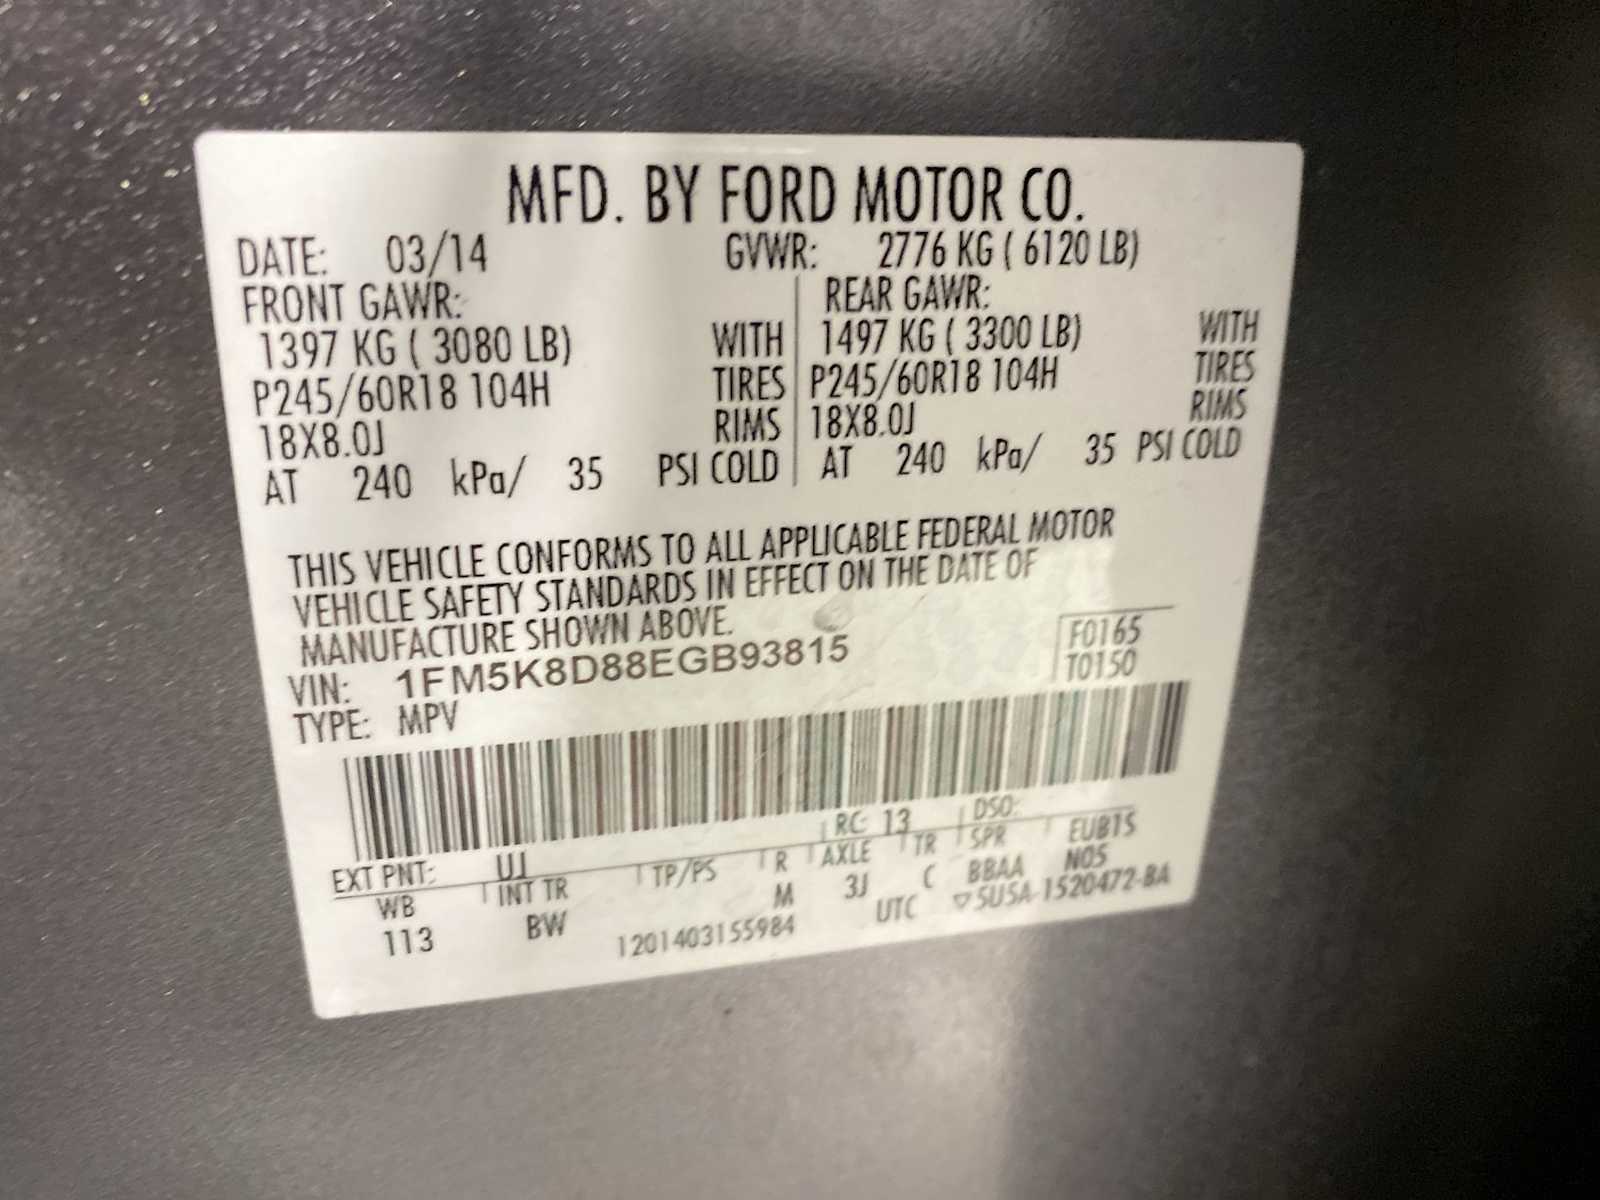 MFD. BY FORD MOTOR CO.
DATE: 03/14 GVWR: 2776 KG ( 6120 LB)
FRONT GAWR: REAR GAWR:
1397 KG ( 3080 LB) WITH 1497 KG ( 3300 LB) WITH
P245/60R18 104H TIRES P245/60R18 104H TIRES
18X8.0J RIMS 18X8.0J RIMS
AT 240 kPa/ 35 PSI COLD AT 240 kPa/ 35 PSI COLD
THIS VEHICLE CONFORMS TO ALL APPLICABLE FEDERAL MOTOR
VEHICLE SAFETY STANDARDS IN EFFECT ON THE DATE OF
MANUFACTURE SHOWN ABOVE.
VIN: 1FM5K8D88EGB93815 F0165
TYPE: MPV T0150
EXT PNT: UJ RC: 13 DSO:
WB INT TR TP/PS R AXLE TR SPR EUB1S
113 BW M 3J C BBAA N05
1201403155984 UTC ▽5U5A-1520472-BA